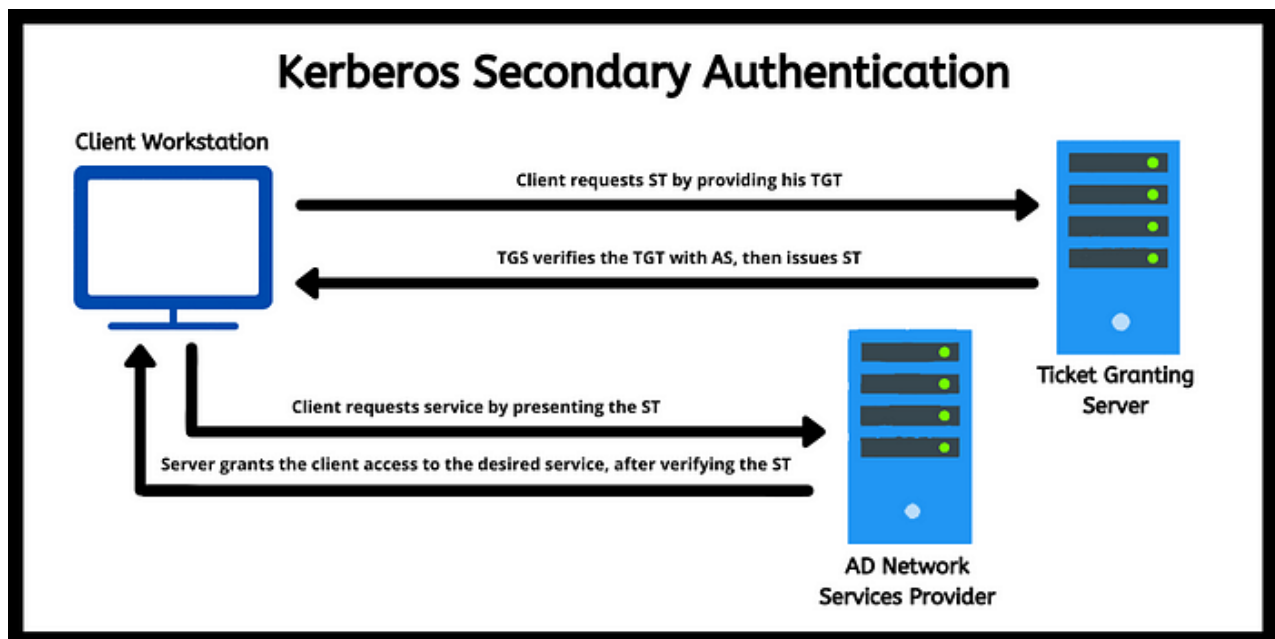 Kerberos Secondary Authentication
Client Workstation
Client requests ST by providing his TGT
TGS verifies the TGT with AS, then issues ST
Ticket Granting
Server
Client requests service by presenting the ST
Server grants the client access to the desired service, after verifying the ST
AD Network
Services Provider